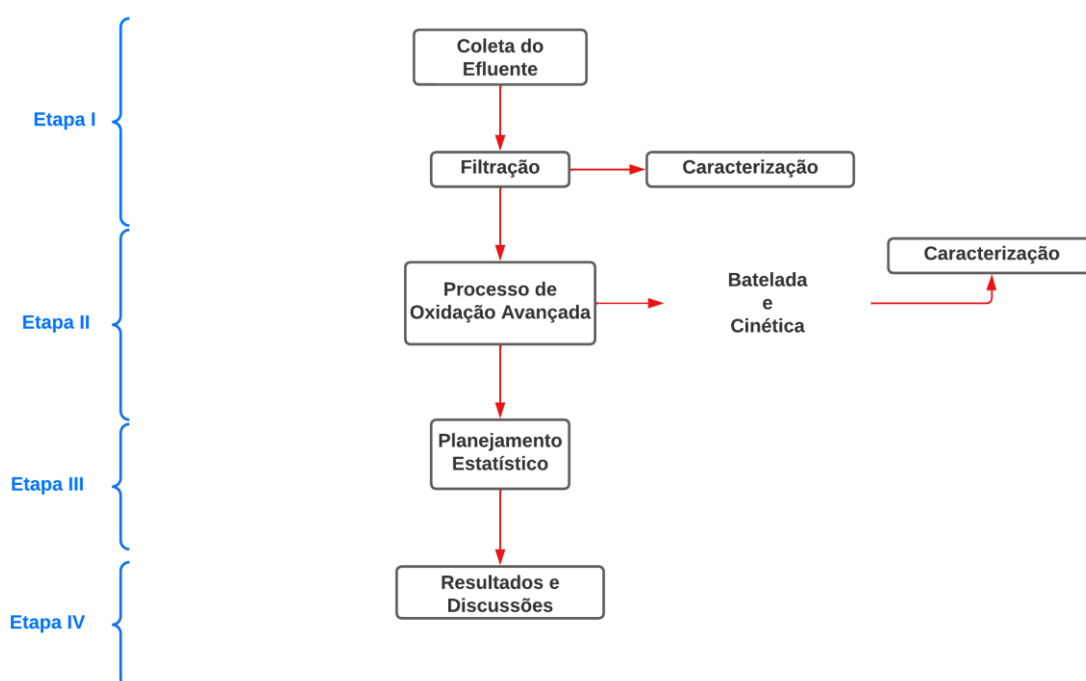 Coleta do
Efluente
Etapa I
Filtração
Caracterização
Caracterização
Processo de
Oxidação Avançada
Batelada
e
Cinética
Etapa II
Planejamento
Estatístico
Etapa III
Resultados e
Discussões
Etapa IV